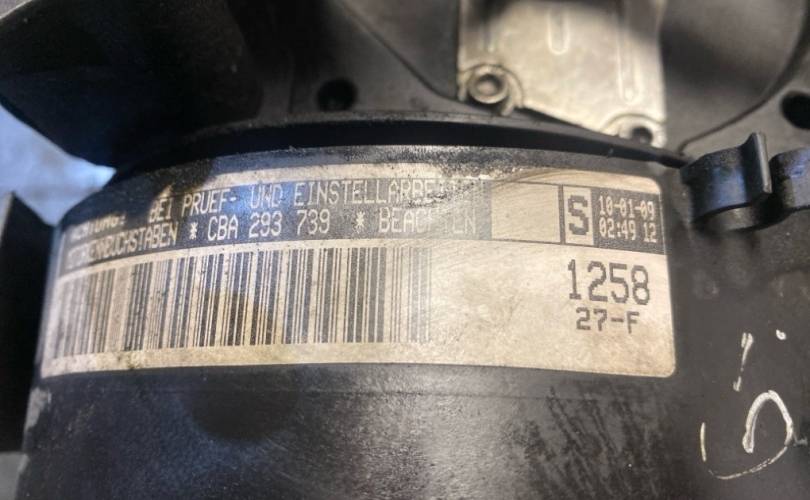 BEI PRUEF- UND EINSTELLARBEITEN
* CBA 293 739 * BEACHTEN
S
10-01-09
02:49 12
1258
27-F